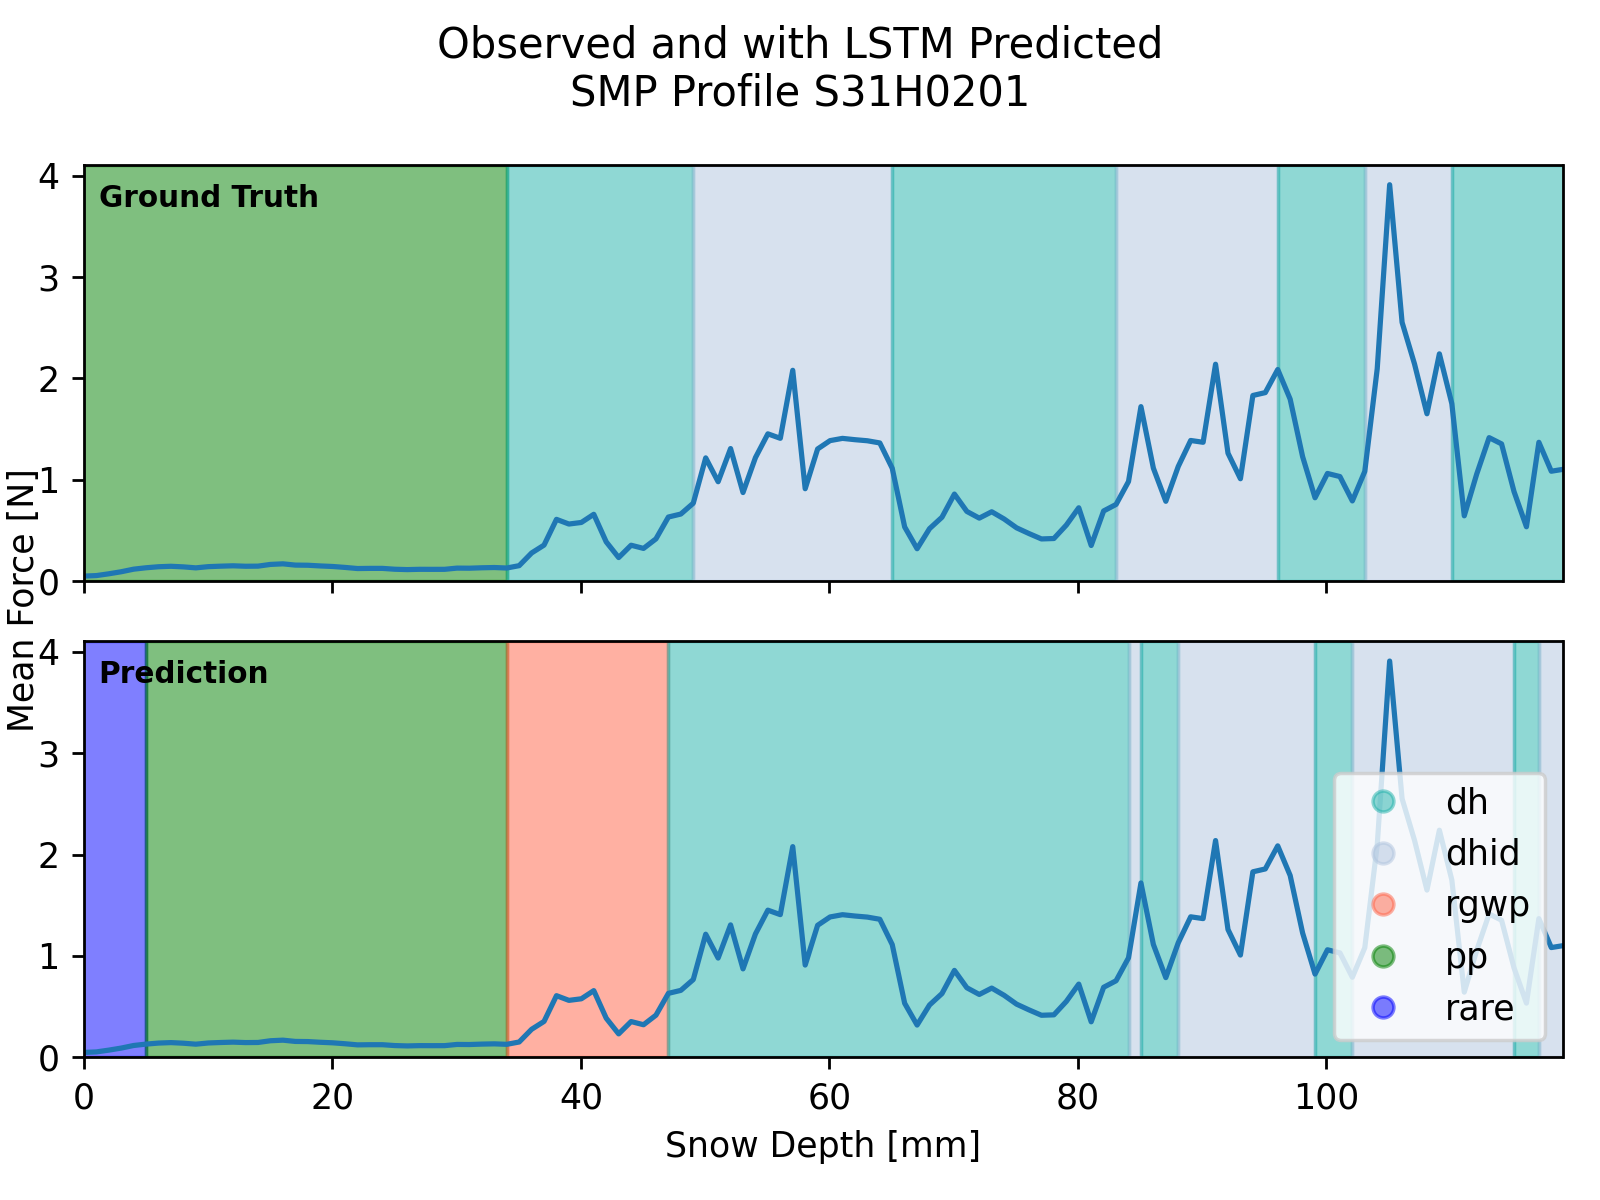 Observed and with LSTM Predicted
SMP Profile S31H0201
4
Ground Truth
3
2
1
0
Mean Force [N]
4
Prediction
3
2
1
0
dh
dhid
rgwp
pp
rare
0 20 40 60 80 100
Snow Depth [mm]